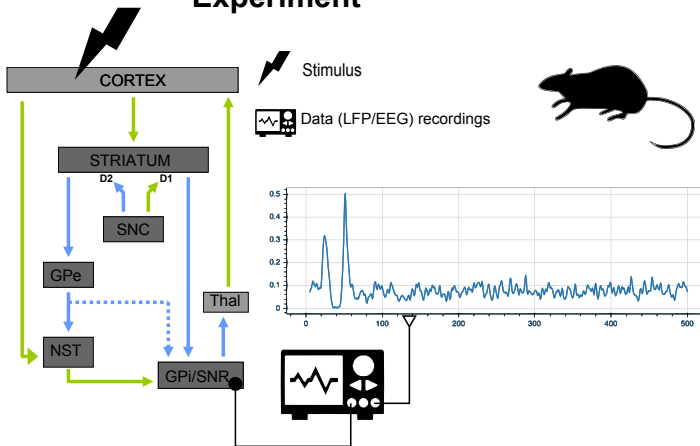 Experiment
CORTEX
Stimulus
Data (LFP/EEG) recordings
STRIATUM
D2
D1
SNC
GPe
Thal
NST
GPi/SNR
0.5
0.4
0.3
0.2
0.1
0
0
100
200
300
400
500